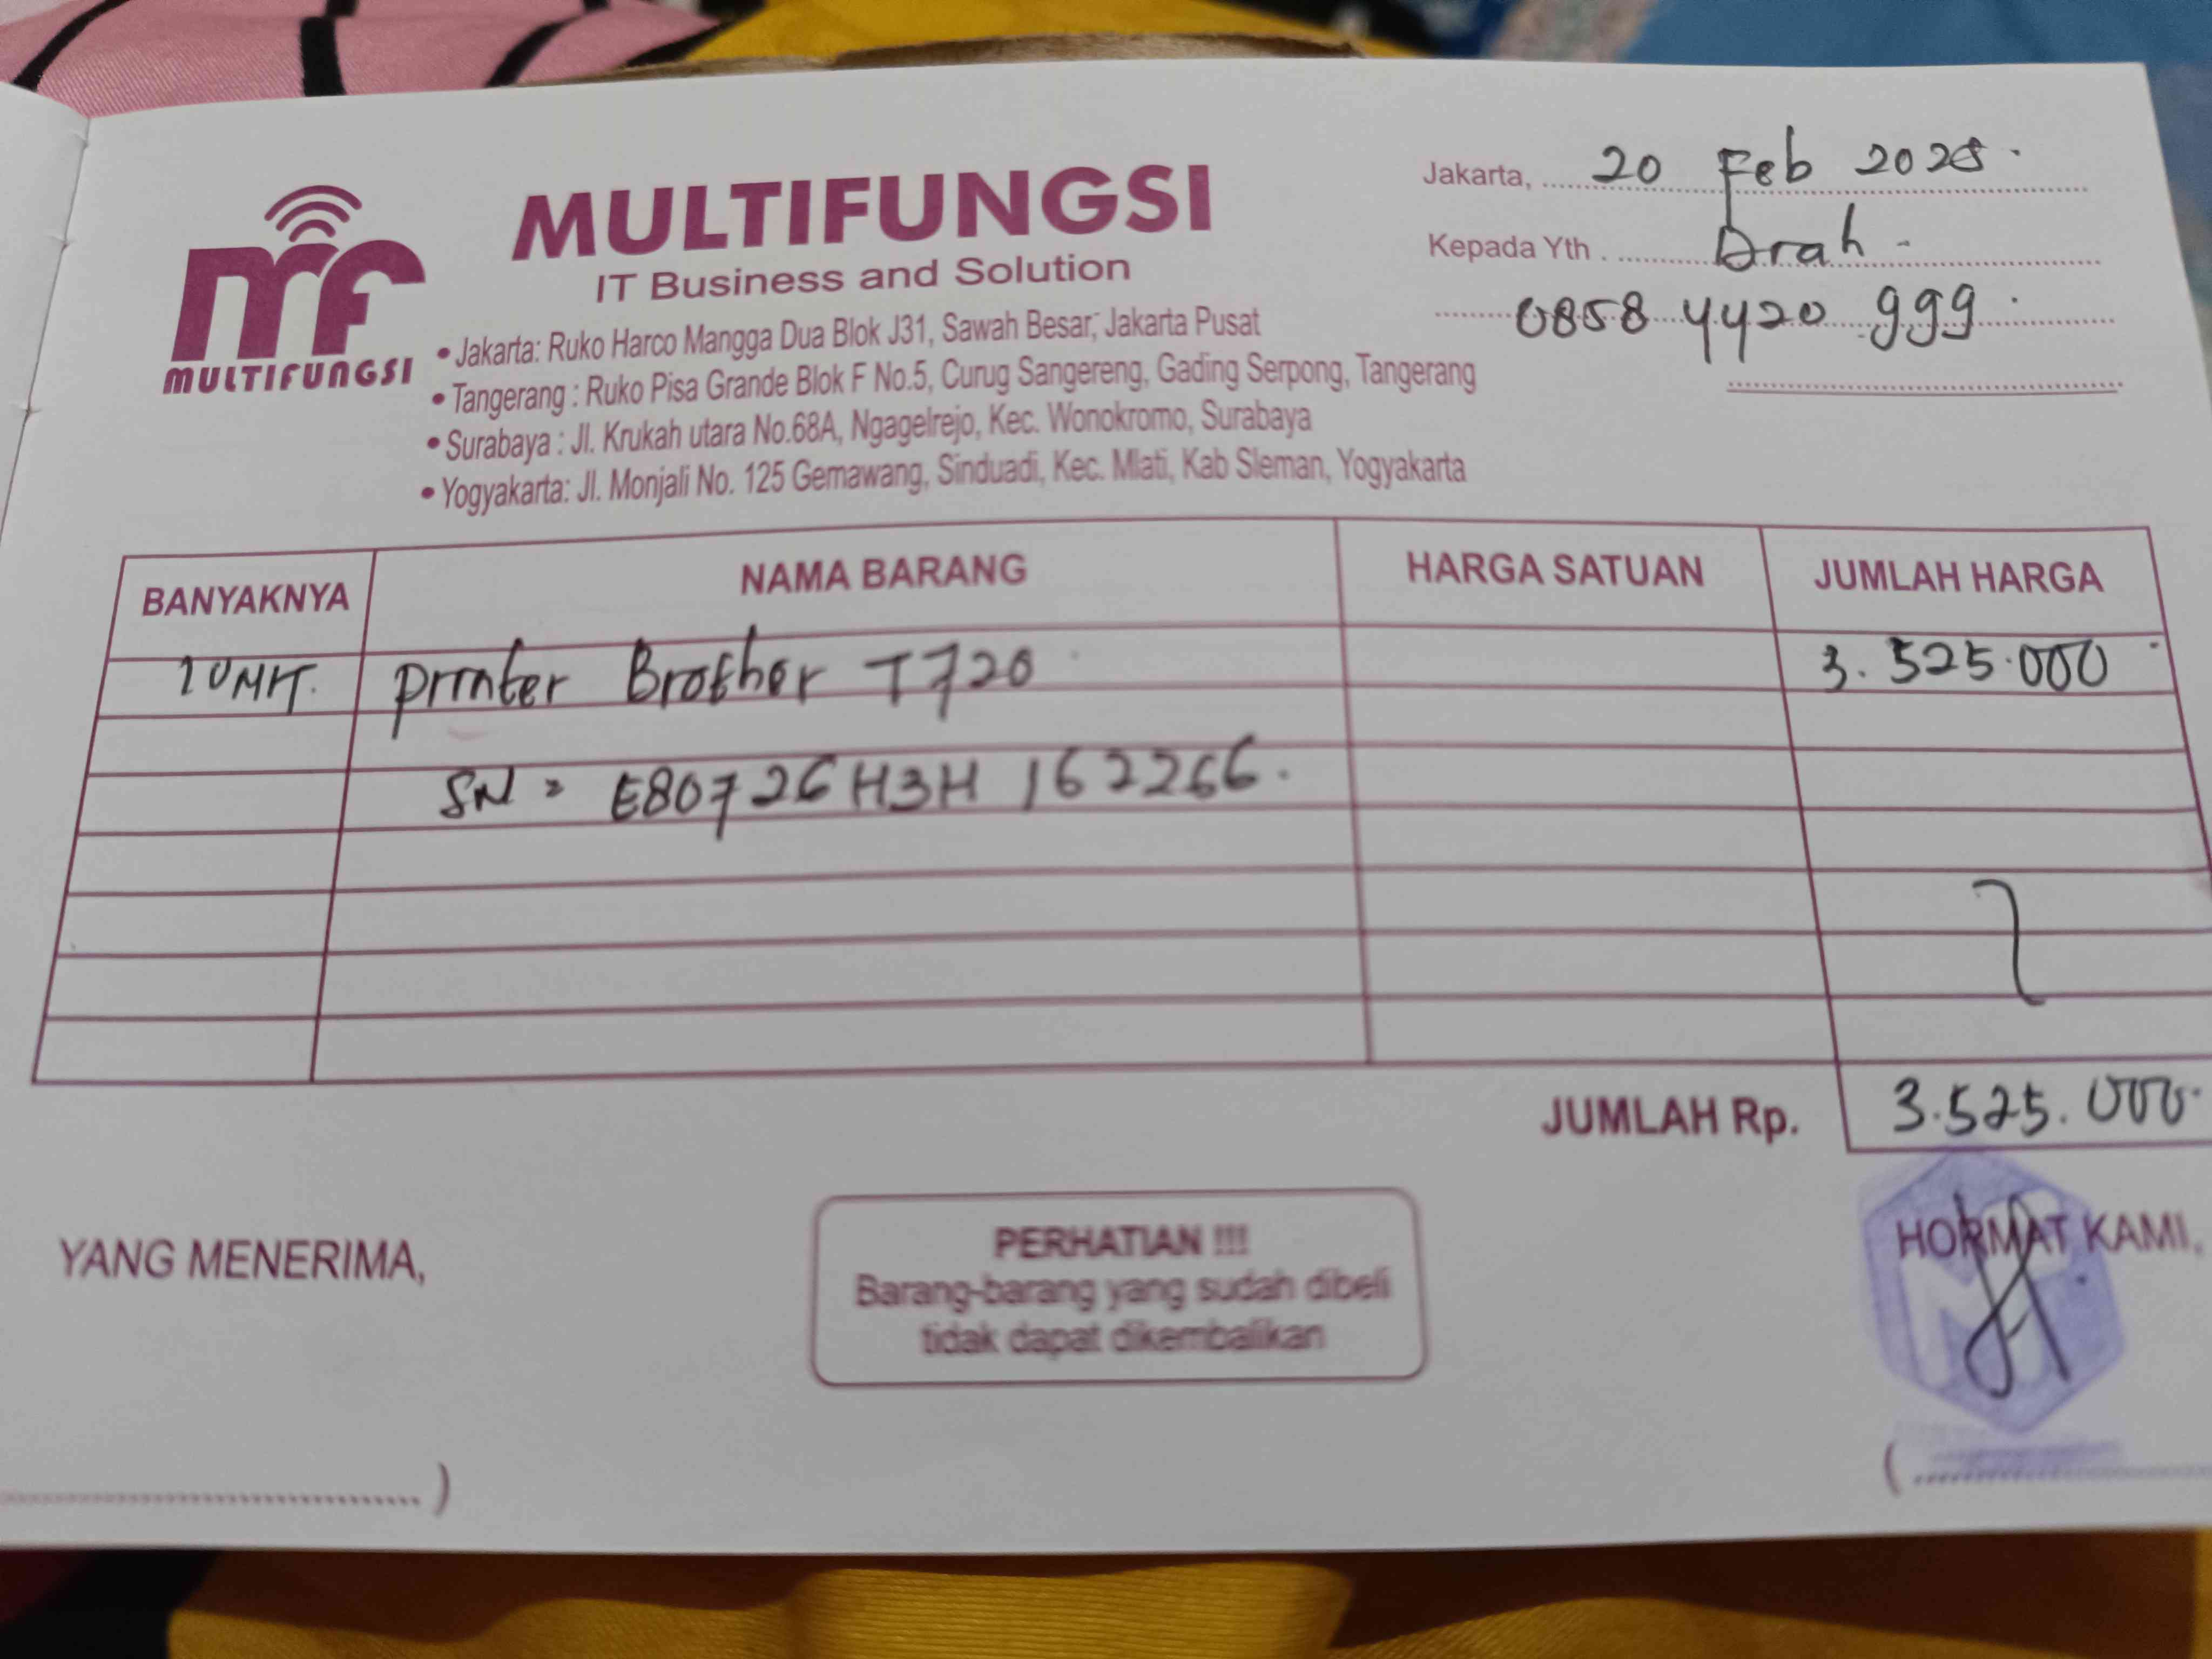 MULTIFUNGSI
IT Business and Solution
mf
MULTIFUNGSI
• Jakarta: Ruko Harco Mangga Dua Blok J31, Sawah Besar, Jakarta Pusat
• Tangerang : Ruko Pisa Grande Blok F No.5, Curug Sangereng, Gading Serpong, Tangerang
• Surabaya : Jl. Krukah utara No.68A, Ngagelrejo, Kec. Wonokromo, Surabaya
• Yogyakarta: Jl. Monjali No. 125 Gemawang, Sinduadi, Kec. Mlati, Kab Sleman, Yogyakarta
Jakarta, 20 Feb 2025.
Kepada Yth . Drah -
0858 4420 999.
BANYAKNYA NAMA BARANG HARGA SATUAN JUMLAH HARGA
1 UNIT. Printer Brother T720 3.525.000
SN = E80726H3H 162266.
JUMLAH Rp. 3.525.000
YANG MENERIMA,
PERHATIAN !!!
Barang-barang yang sudah dibeli
tidak dapat dikembalikan
HORMAT KAMI,